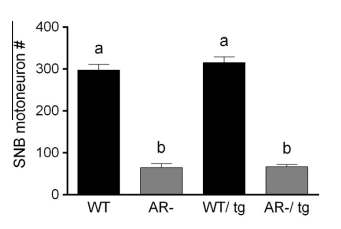 SNB motoneuron #
400
300
200
100
0
a
b
a
b
WT
AR-
WT/ tg
AR-/ tg